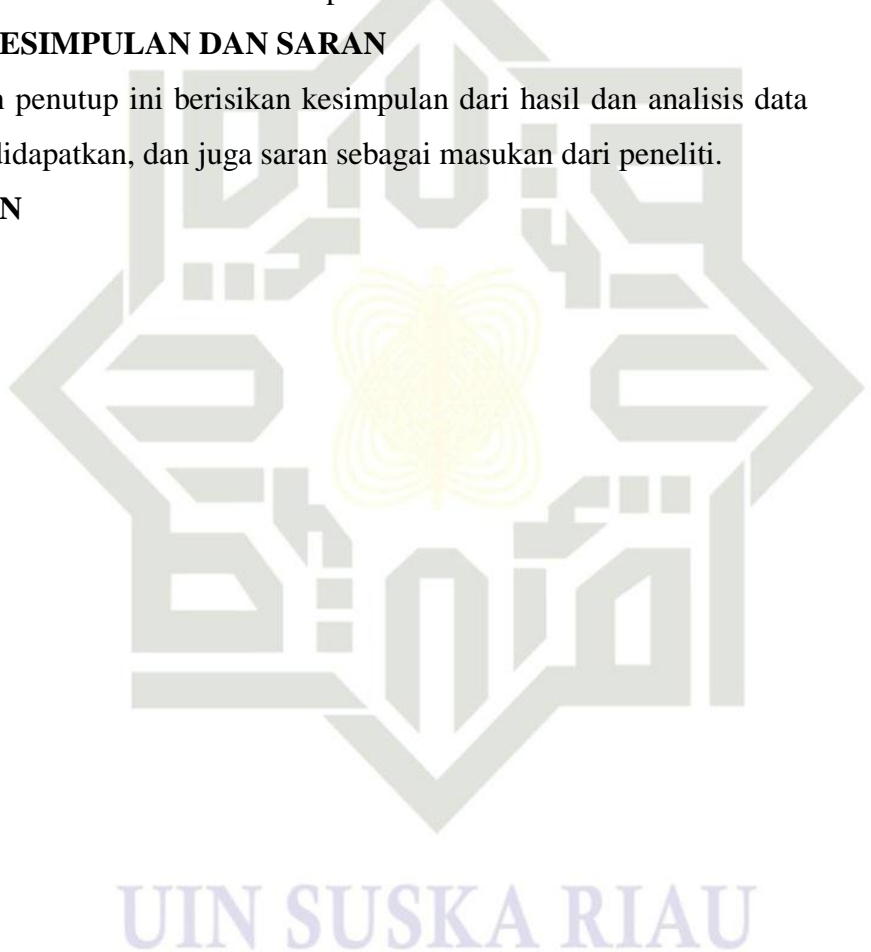 ESIMPULAN DAN SARAN
penutup ini berisikan kesimpulan dari hasil dan analisis data
didapatkan, dan juga saran sebagai masukan dari peneliti.
N
UIN SUSKA RIAU